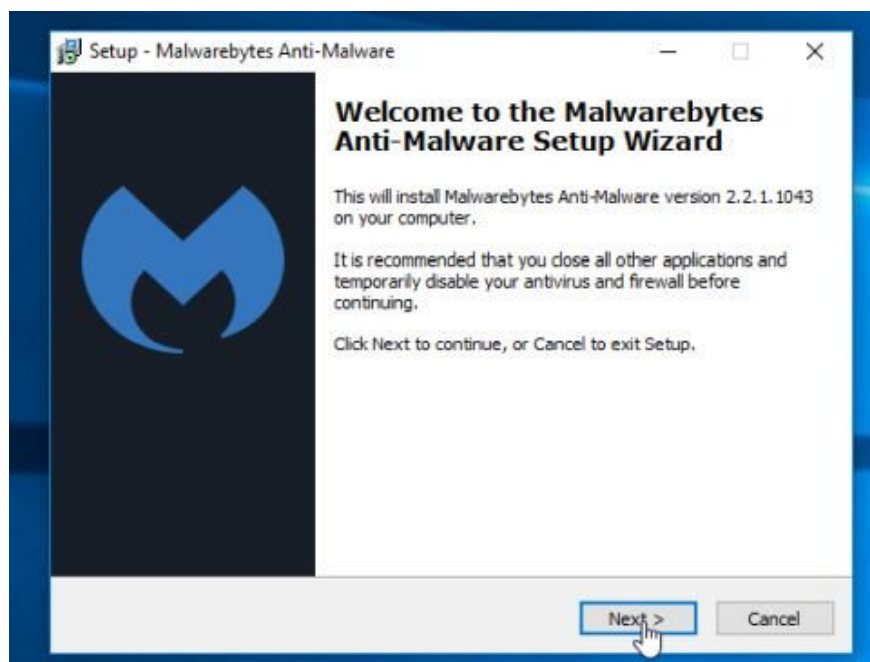 Setup - Malwarebytes Anti-Malware
Welcome to the Malwarebytes
Anti-Malware Setup Wizard
This will install Malwarebytes Anti-Malware version 2.2.1.1043
on your computer.
It is recommended that you close all other applications and
temporarily disable your antivirus and firewall before
continuing.
Click Next to continue, or Cancel to exit Setup.
Next >
Cancel